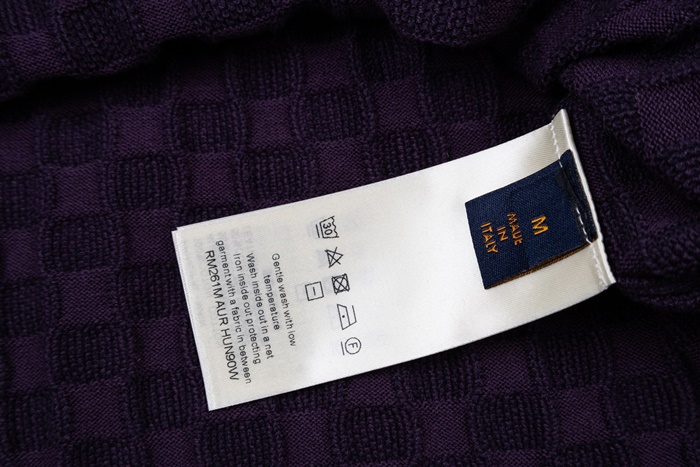 M
MADE
IN
ITALY
30
F
Gentle wash with low
temperature
Wash inside out in a net
Iron inside out protecting
garment with a fabric in between
RM261M AUR HUN90W